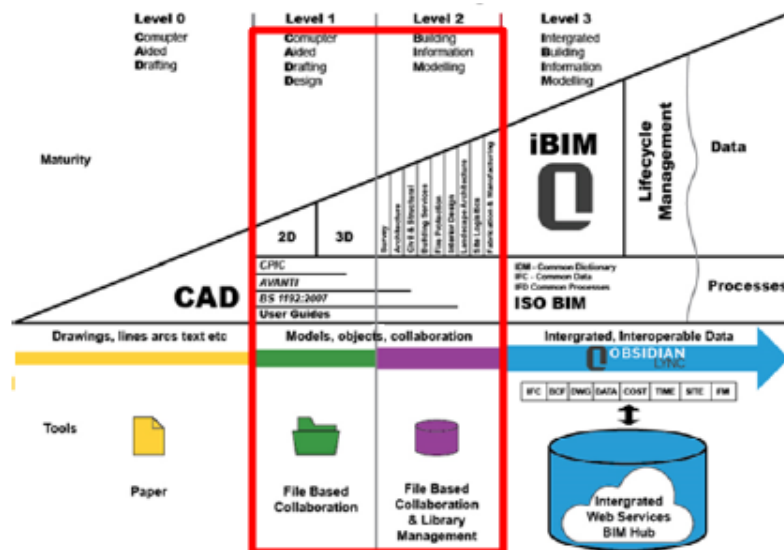 Level 0
Comupter
Aided
Drafting
Level 1
Comupter
Aided
Drafting
Design
Level 2
Building
Information
Modelling
Level 3
Intergrated
Building
Information
Modelling
Maturity
2D
3D
Survey
Architecture
Civil & Structural
Building Services
Fire Protection
Interior Design
Landscape Architecture
Site Logistics
Fabrication & Manufacturing
iBIM
Lifecycle
Management
Data
CAD
CPIC
AVANTI
BS 1192:2007
User Guides
IDM - Common Dictionary
IFC - Common Data
IFD Common Processes
ISO BIM
Processes
Drawings, lines arcs text etc
Models, objects, collaboration
Intergrated, Interoperable Data
OBSIDIAN
LYNC
IFC BCF DWG DATA COST TIME SITE FM
Tools
Paper
File Based
Collaboration
File Based
Collaboration
& Library
Management
Intergrated
Web Services
BIM Hub